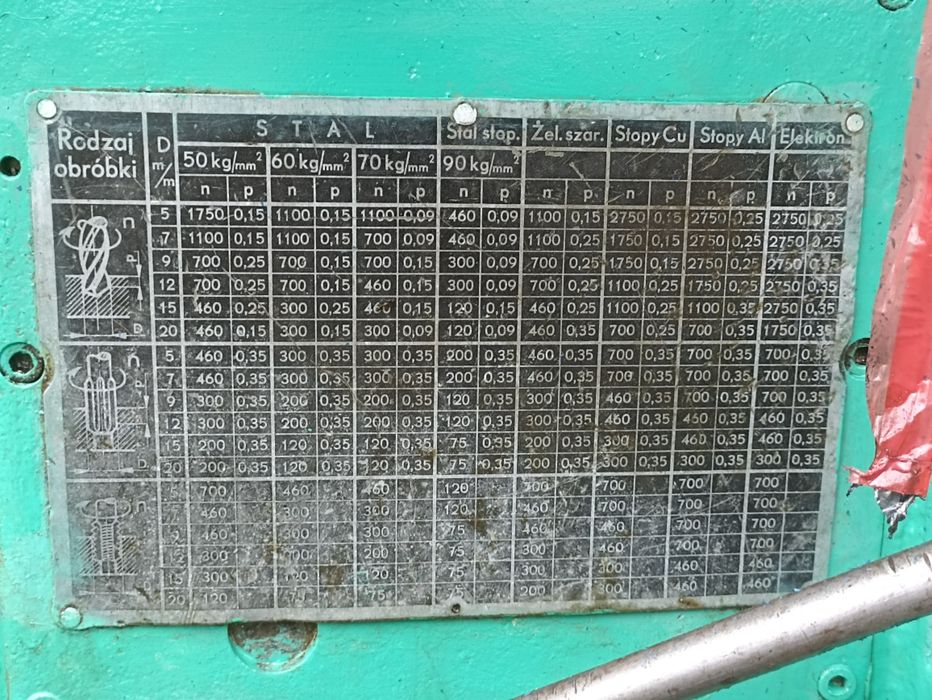 Rodzaj obróbki D m/m S T A L Stal stop. Żel. szar. Stopy Cu Stopy Al Elektron
50 kg/mm² 60 kg/mm² 70 kg/mm² 90 kg/mm²
n p n p n p n p n p n p n p n p
n 5 1750 0,15 1100 0,15 1100 0,09 460 0,09 1100 0,15 2750 0,15 2750 0,25 2750 0,25
7 1100 0,15 1100 0,15 700 0,09 460 0,09 1100 0,25 1750 0,15 2750 0,25 2750 0,25
P 9 700 0,25 700 0,15 700 0,15 300 0,09 700 0,25 1750 0,15 2750 0,25 2750 0,35
12 700 0,25 700 0,15 460 0,15 300 0,09 700 0,25 1100 0,25 1750 0,35 2750 0,35
15 460 0,25 300 0,25 460 0,15 120 0,15 460 0,25 1100 0,25 1100 0,35 2750 0,35
D 20 460 0,15 300 0,15 300 0,09 120 0,09 460 0,35 700 0,25 700 0,35 1750 0,35
n 5 460 0,35 300 0,35 300 0,35 200 0,35 460 0,35 700 0,35 700 0,35 700 0,35
P 7 460 0,35 300 0,35 300 0,35 200 0,35 460 0,35 700 0,35 700 0,35 700 0,35
9 300 0,35 200 0,35 300 0,35 120 0,35 300 0,35 460 0,35 700 0,35 700 0,35
12 300 0,35 200 0,35 200 0,35 120 0,35 300 0,35 460 0,35 460 0,35 460 0,35
15 200 0,35 120 0,35 120 0,35 75 0,35 200 0,35 300 0,35 460 0,35 460 0,35
D 20 200 0,35 120 0,35 120 0,35 75 0,35 200 0,35 300 0,35 300 0,35 300 0,35
n 700 460 460 120 700 700 700 700
460 300 300 120 460 700 700 700
460 300 75 460 460 700 700
300 200 200 75 300 460 700 700
15 300 120 120 75 300 300 460 460
20 120 75 75 200 300 460 460